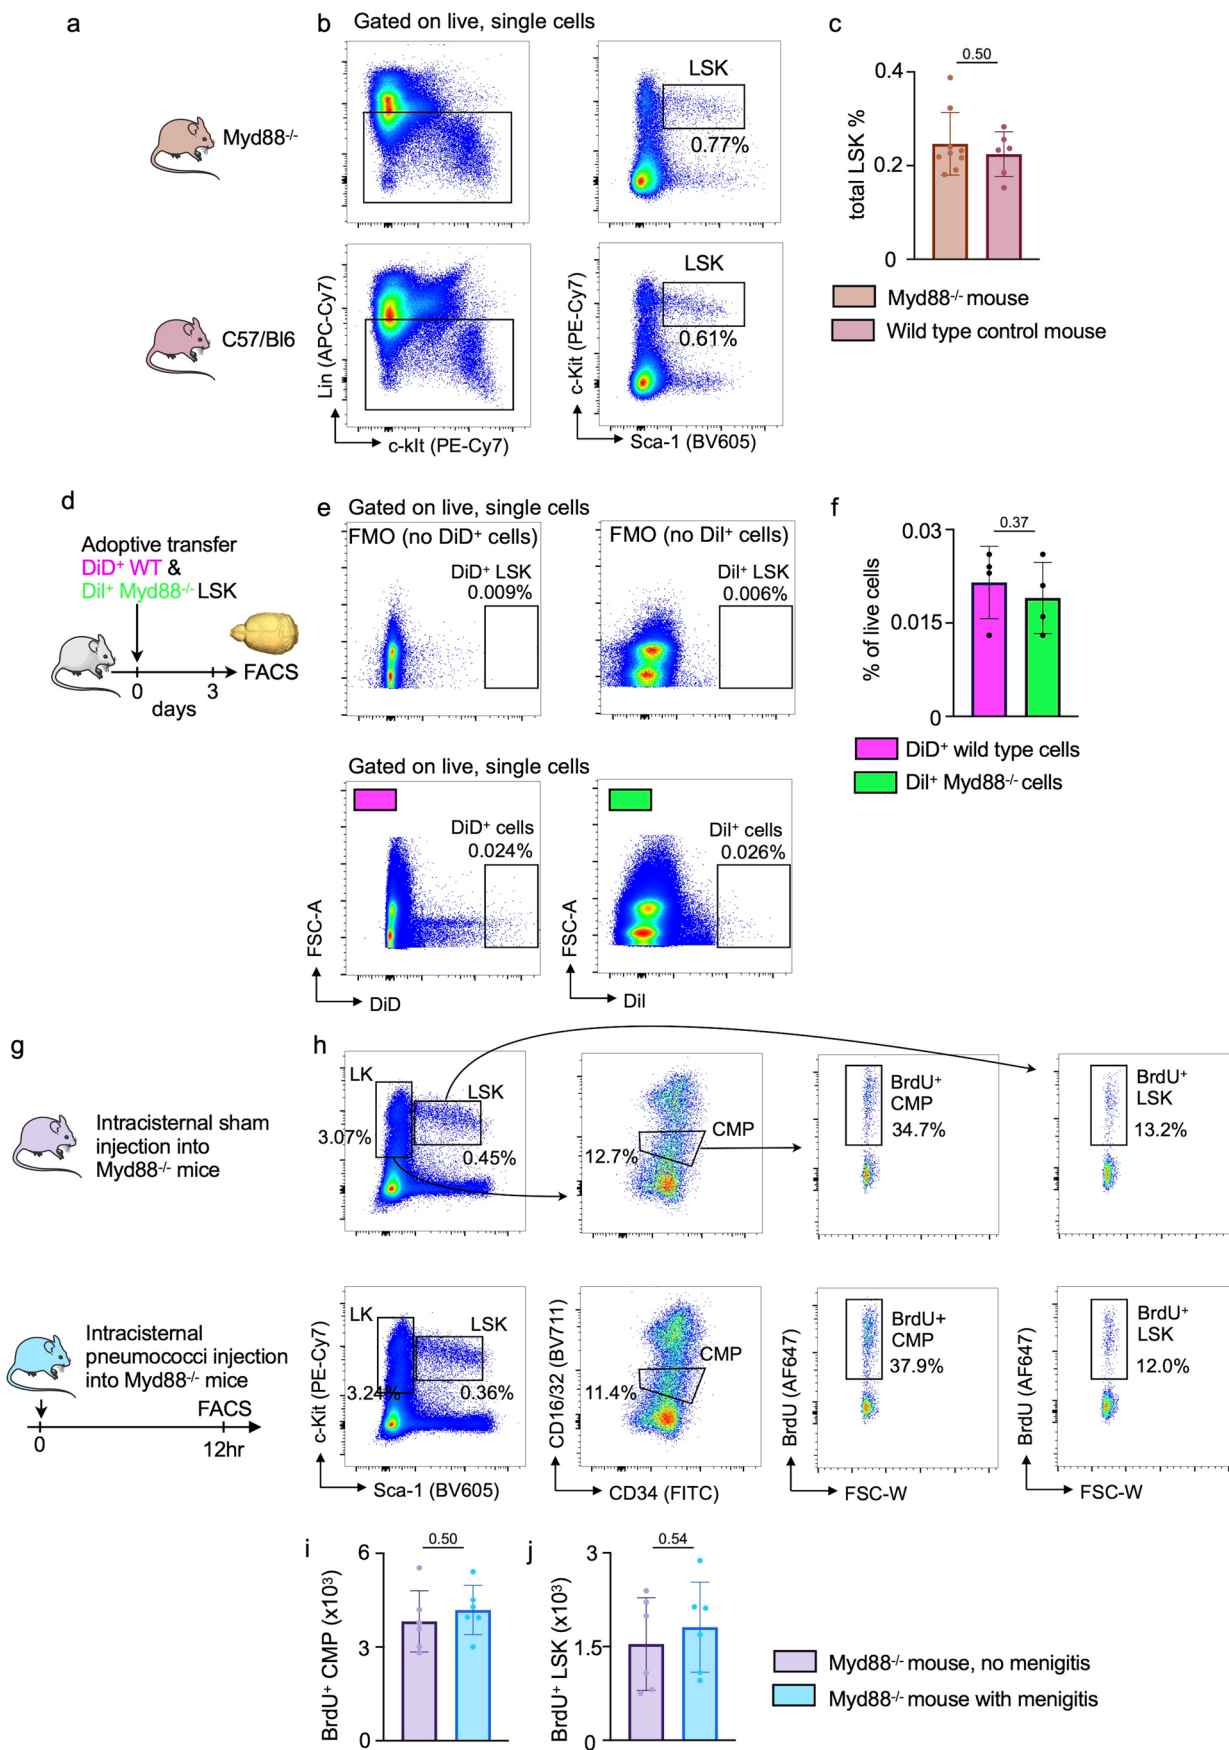 a
b
Gated on live, single cells
c
Myd88-/-
LSK
0.77%
0.50
0.4
0.2
0
total LSK %
Myd88-/- mouse
Wild type control mouse
C57/Bl6
Lin (APC-Cy7)
c-kIt (PE-Cy7)
LSK
0.61%
c-Kit (PE-Cy7)
Sca-1 (BV605)
d
Adoptive transfer
DiD+ WT &
DiI+ Myd88-/- LSK
0
3
FACS
days
e
Gated on live, single cells
FMO (no DiD+ cells)
DiD+ LSK
0.009%
FMO (no DiI+ cells)
DiI+ LSK
0.006%
Gated on live, single cells
DiD+ cells
0.024%
DiI+ cells
0.026%
FSC-A
DiD
FSC-A
DiI
f
0.37
0.03
0.015
0
% of live cells
DiD+ wild type cells
DiI+ Myd88-/- cells
g
Intracisternal sham
injection into
Myd88-/- mice
Intracisternal
pneumococci injection
into Myd88-/- mice
FACS
0
12hr
h
LK
3.07%
LSK
0.45%
CMP
12.7%
BrdU+
CMP
34.7%
BrdU+
LSK
13.2%
LK
3.24%
LSK
0.36%
c-Kit (PE-Cy7)
Sca-1 (BV605)
CMP
11.4%
CD16/32 (BV711)
CD34 (FITC)
BrdU+
CMP
37.9%
BrdU (AF647)
FSC-W
BrdU+
LSK
12.0%
BrdU (AF647)
FSC-W
i
0.50
6
3
0
BrdU+ CMP (x10³)
j
0.54
3
1.5
0
BrdU+ LSK (x10³)
Myd88-/- mouse, no menigitis
Myd88-/- mouse with menigitis